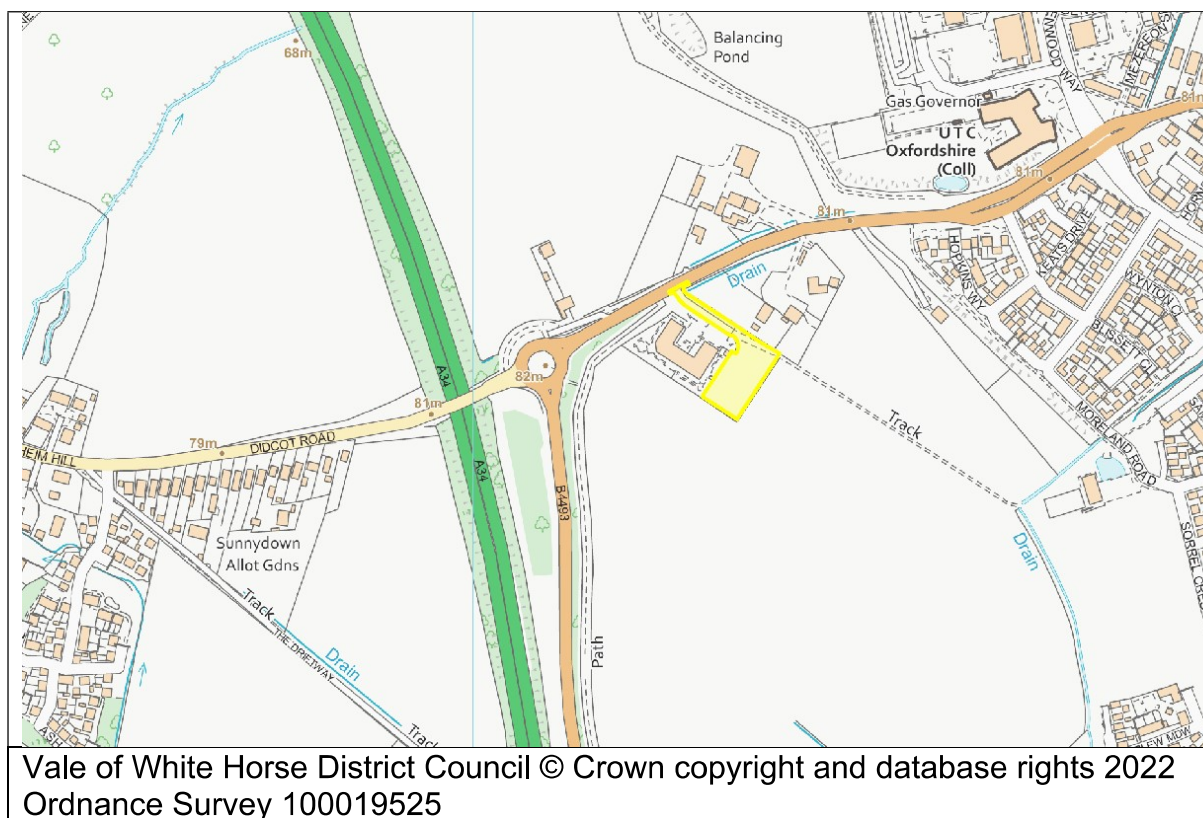 Balancing
Pond
68m
Gas Governor
UTC
Oxfordshire
(Coll)
81m
81m
81m
HOPKINS WY
KEATS DRIVE
WYNTON CL
Drain
82m
A34
81m
79m
DIDCOT ROAD
A34
B4493
Track
MORELAND ROAD
Sunnydown
Allot Gdns
Track
THE DRIFTWAY
Drain
Track
Path
Drain
Vale of White Horse District Council © Crown copyright and database rights 2022
Ordnance Survey 100019525